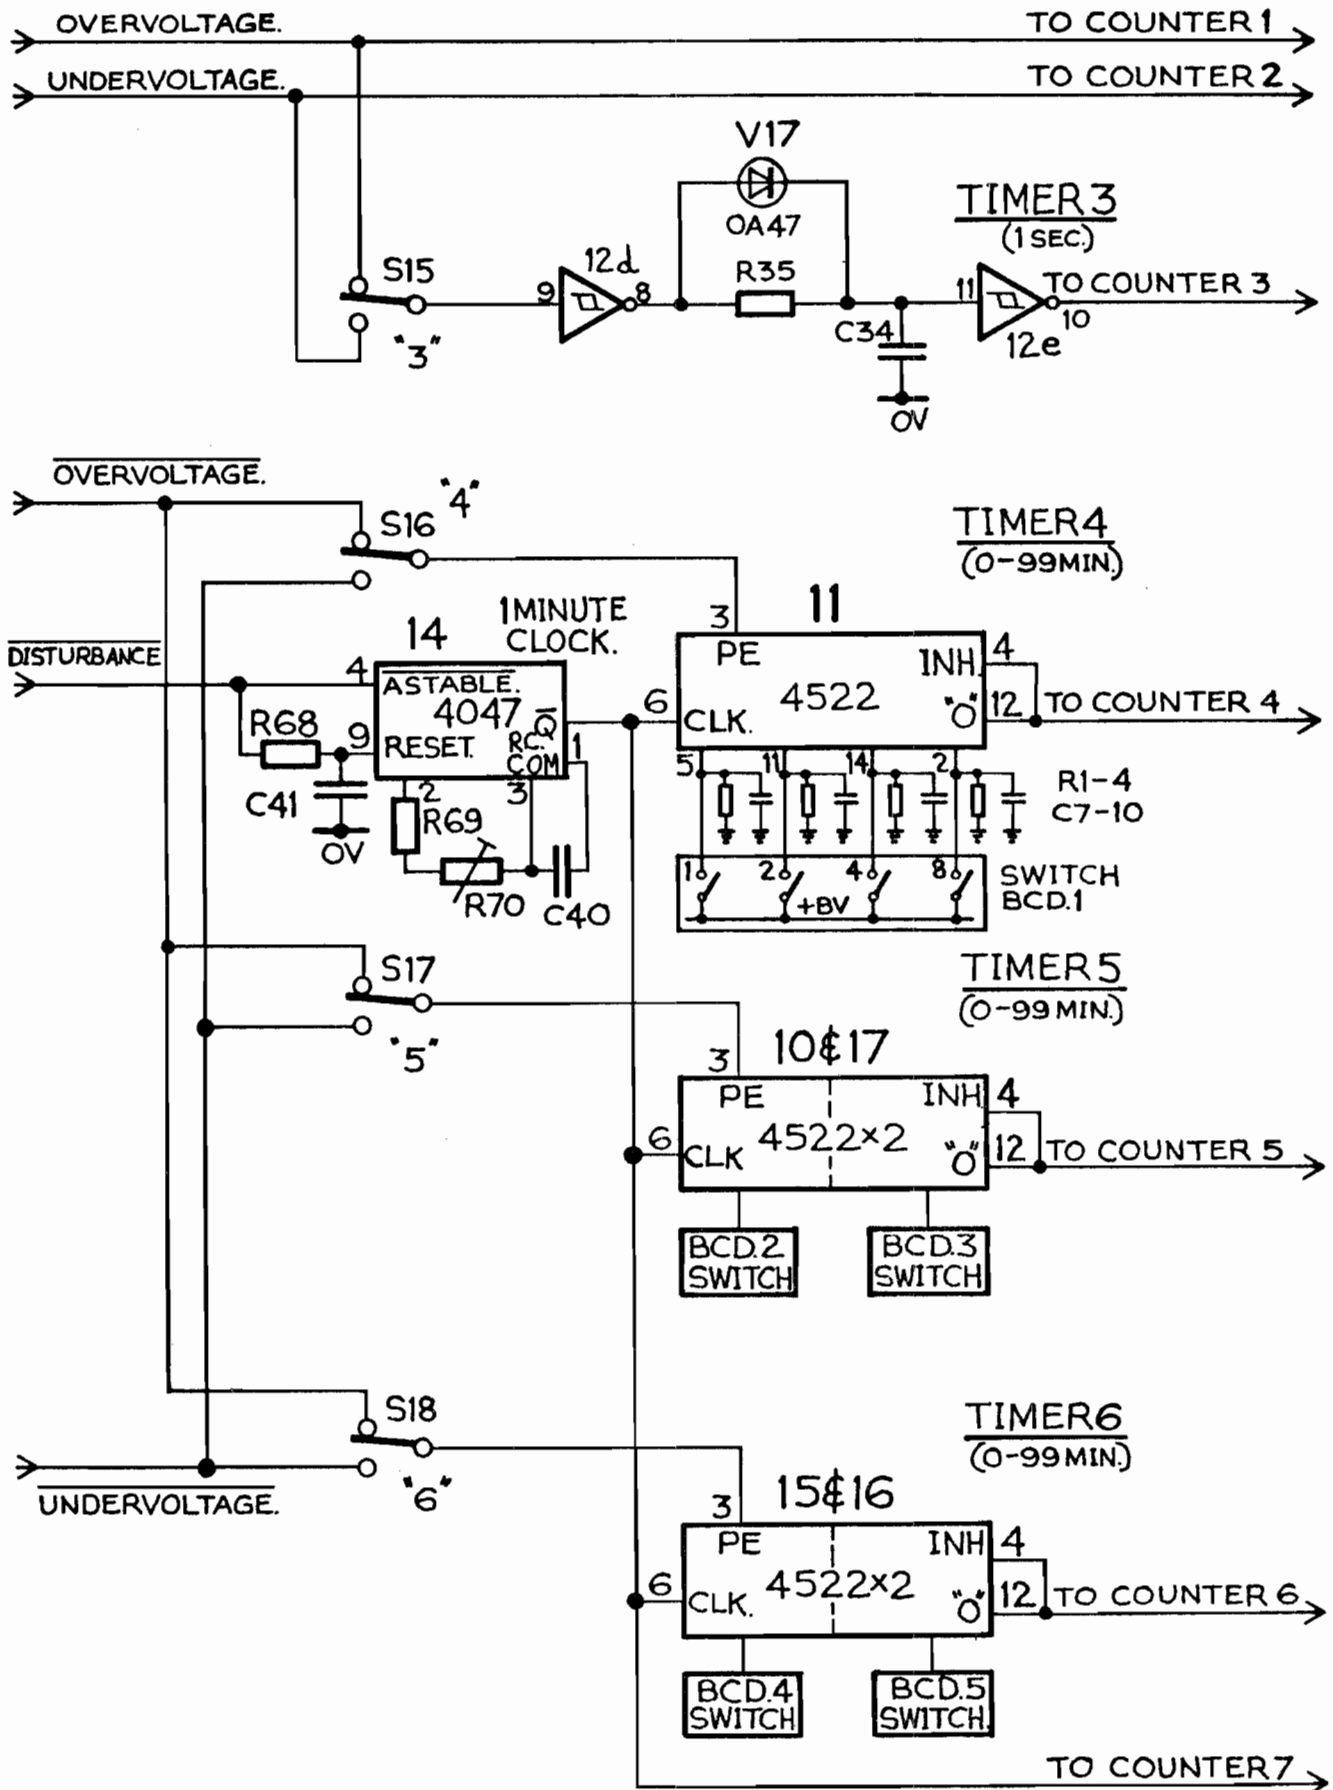 OVERVOLTAGE.
TO COUNTER 1
UNDERVOLTAGE.
TO COUNTER 2
V17
OA47
TIMER 3
(1 SEC.)
S15
"3"
9
12d
8
R35
C34
0V
11
12e
10
TO COUNTER 3
OVERVOLTAGE.
"4"
S16
TIMER 4
(0-99 MIN.)
DISTURBANCE
14
1 MINUTE
CLOCK.
4
ASTABLE.
4047
Q
9
RESET.
RC.
COM
1
2
3
R68
C41
0V
R69
R70
C40
11
3
PE
INH.
4
6
CLK.
4522
"0"
12
TO COUNTER 4
5
11
14
2
R1-4
C7-10
1
2
4
8
+BV
SWITCH
BCD.1
S17
"5"
TIMER 5
(0-99 MIN.)
10&17
3
PE
INH
4
6
CLK
4522x2
"0"
12
TO COUNTER 5
BCD.2
SWITCH
BCD.3
SWITCH
S18
"6"
UNDERVOLTAGE.
TIMER 6
(0-99 MIN.)
15&16
3
PE
INH
4
6
CLK.
4522x2
"0"
12
TO COUNTER 6
BCD.4
SWITCH
BCD.5
SWITCH.
TO COUNTER 7